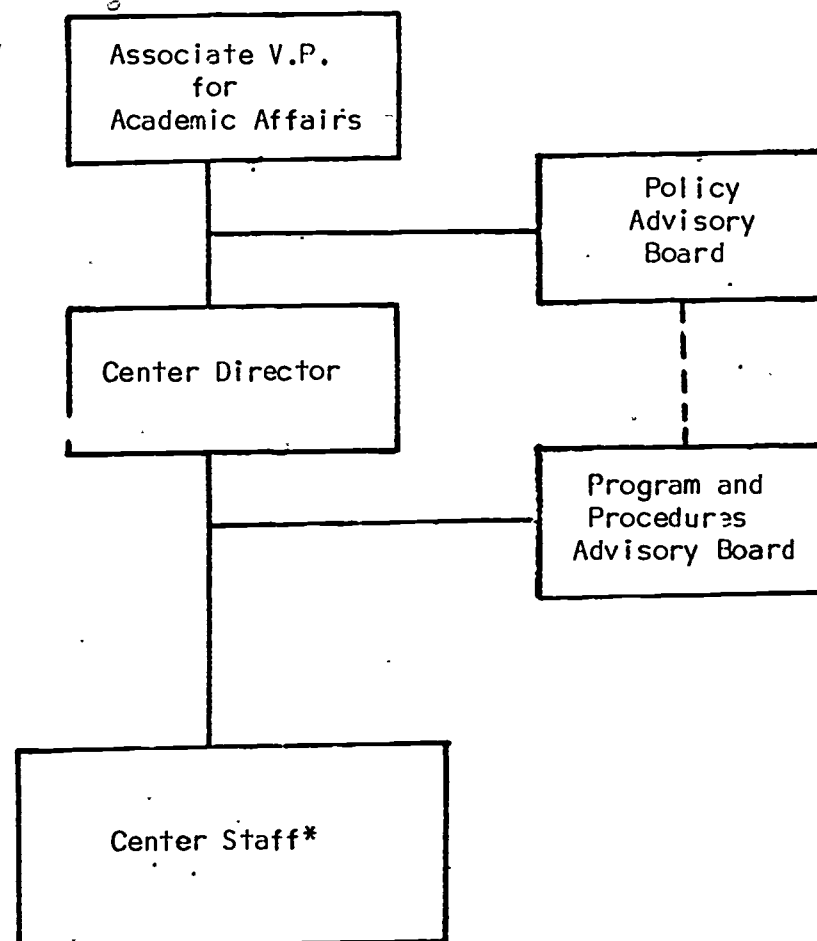 Associate V.P.
for
Academic Affairs
Policy
Advisory
Board
Center Director
Program and
Procedures
Advisory Board
Center Staff*